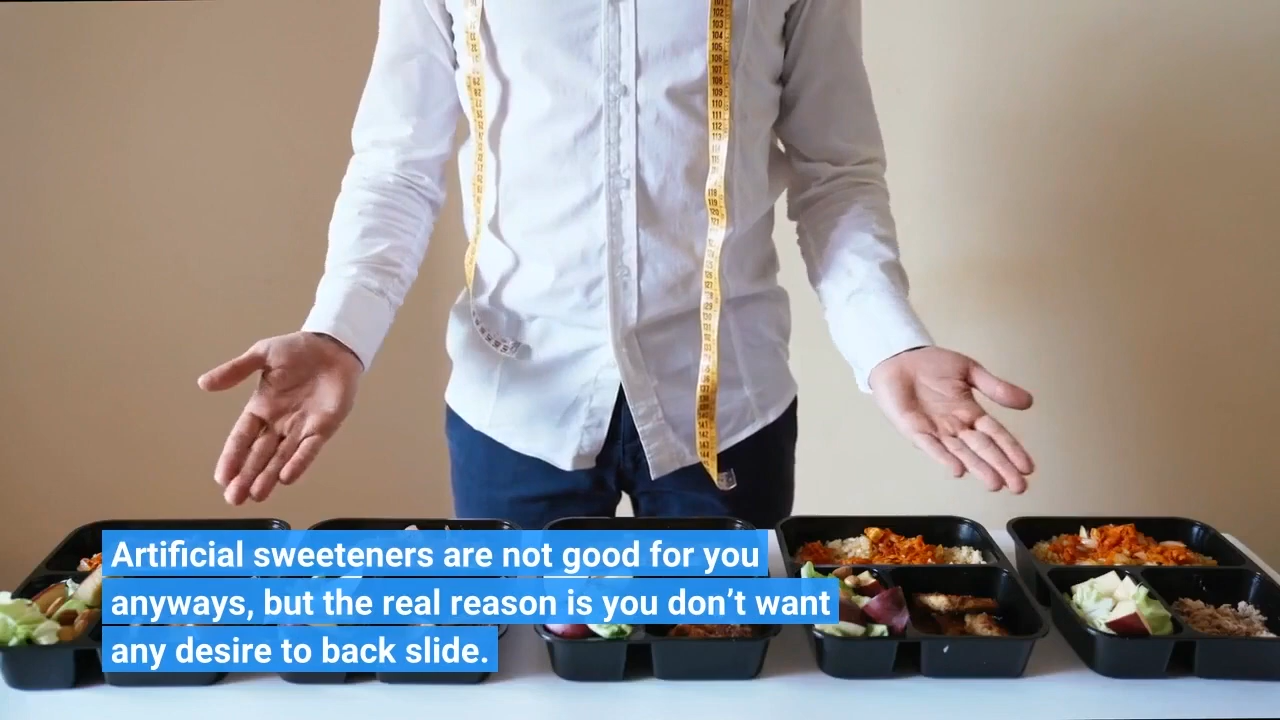 Artificial sweeteners are not good for you
anyways, but the real reason is you don’t want
any desire to back slide.